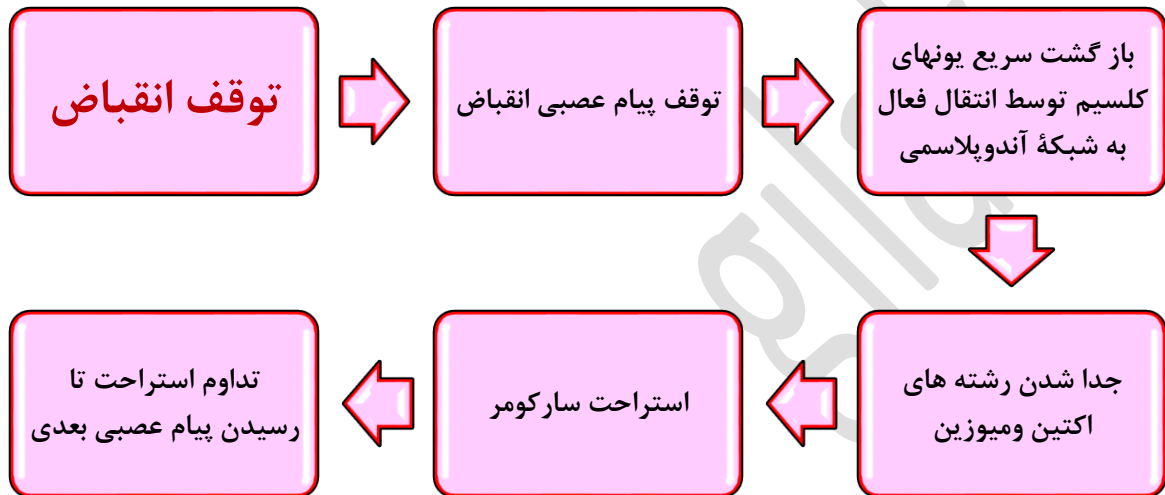 توقف انقباض
توقف پیام عصبی انقباض
باز گشت سریع یونهای
کلسیم توسط انتقال فعال
به شبکۀ آندوپلاسمی
جدا شدن رشته های
اکتین ومیوزین
استراحت سارکومر
تداوم استراحت تا
رسیدن پیام عصبی بعدی